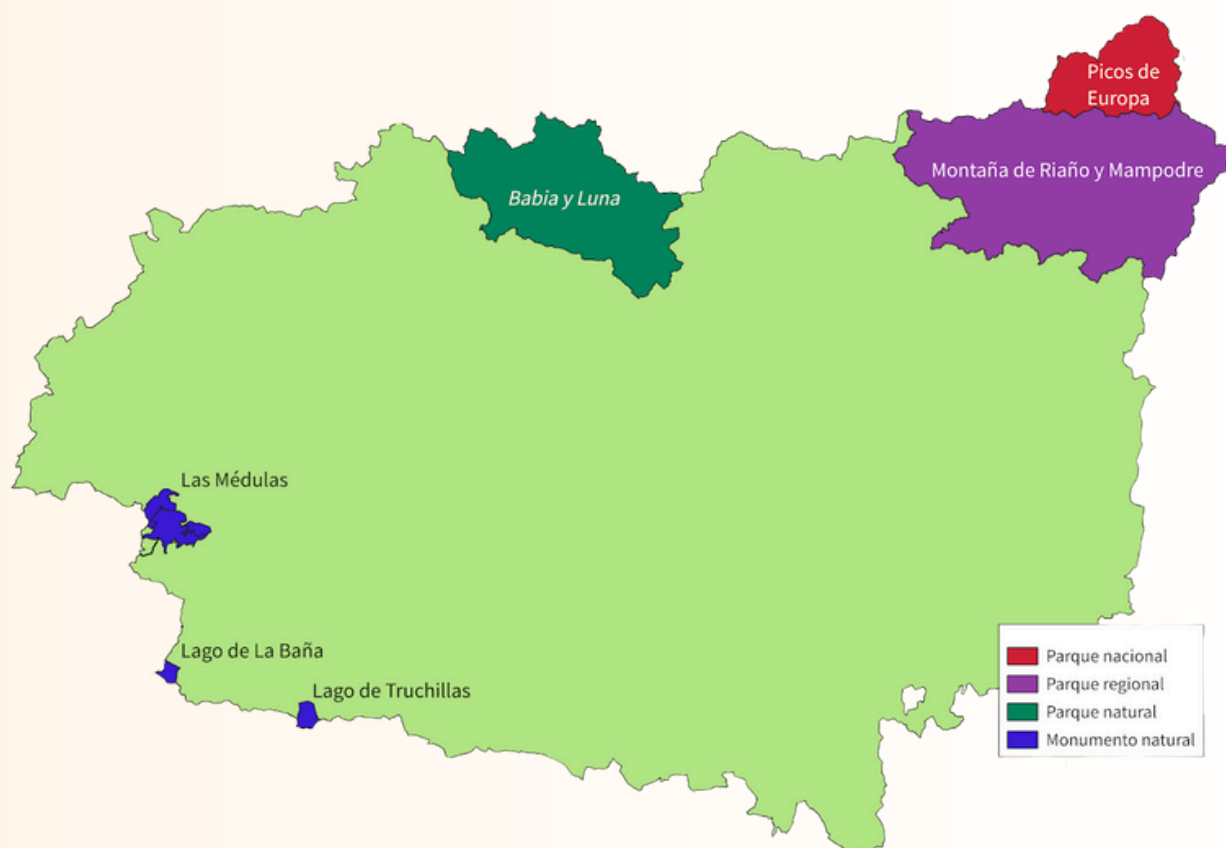 Picos de
Europa
Montaña de Riaño y Mampodre
Babia y Luna
Las Médulas
Lago de La Baña
Lago de Truchillas
Parque nacional
Parque regional
Parque natural
Monumento natural